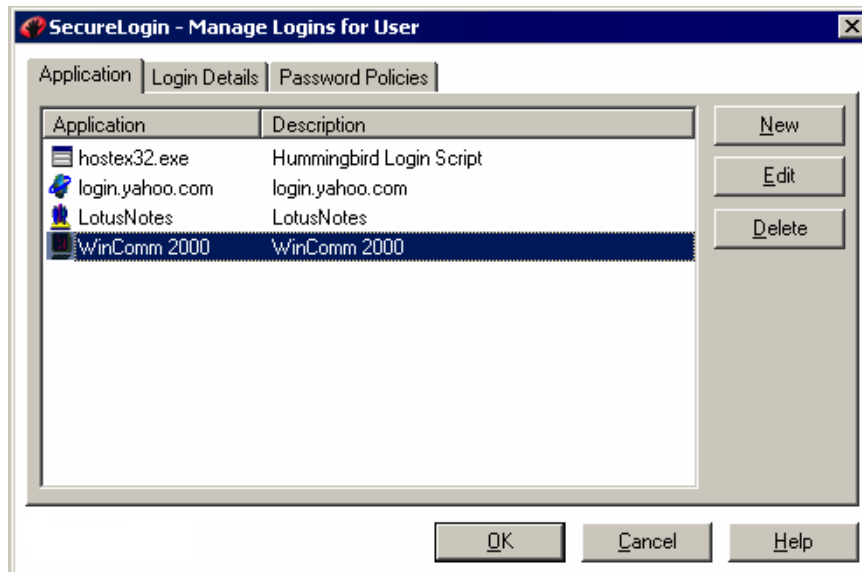 SecureLogin - Manage Logins for User
Application Login Details Password Policies
Application Description
hostex32.exe Hummingbird Login Script
login.yahoo.com login.yahoo.com
LotusNotes LotusNotes
WinComm 2000 WinComm 2000
New
Edit
Delete
OK Cancel Help